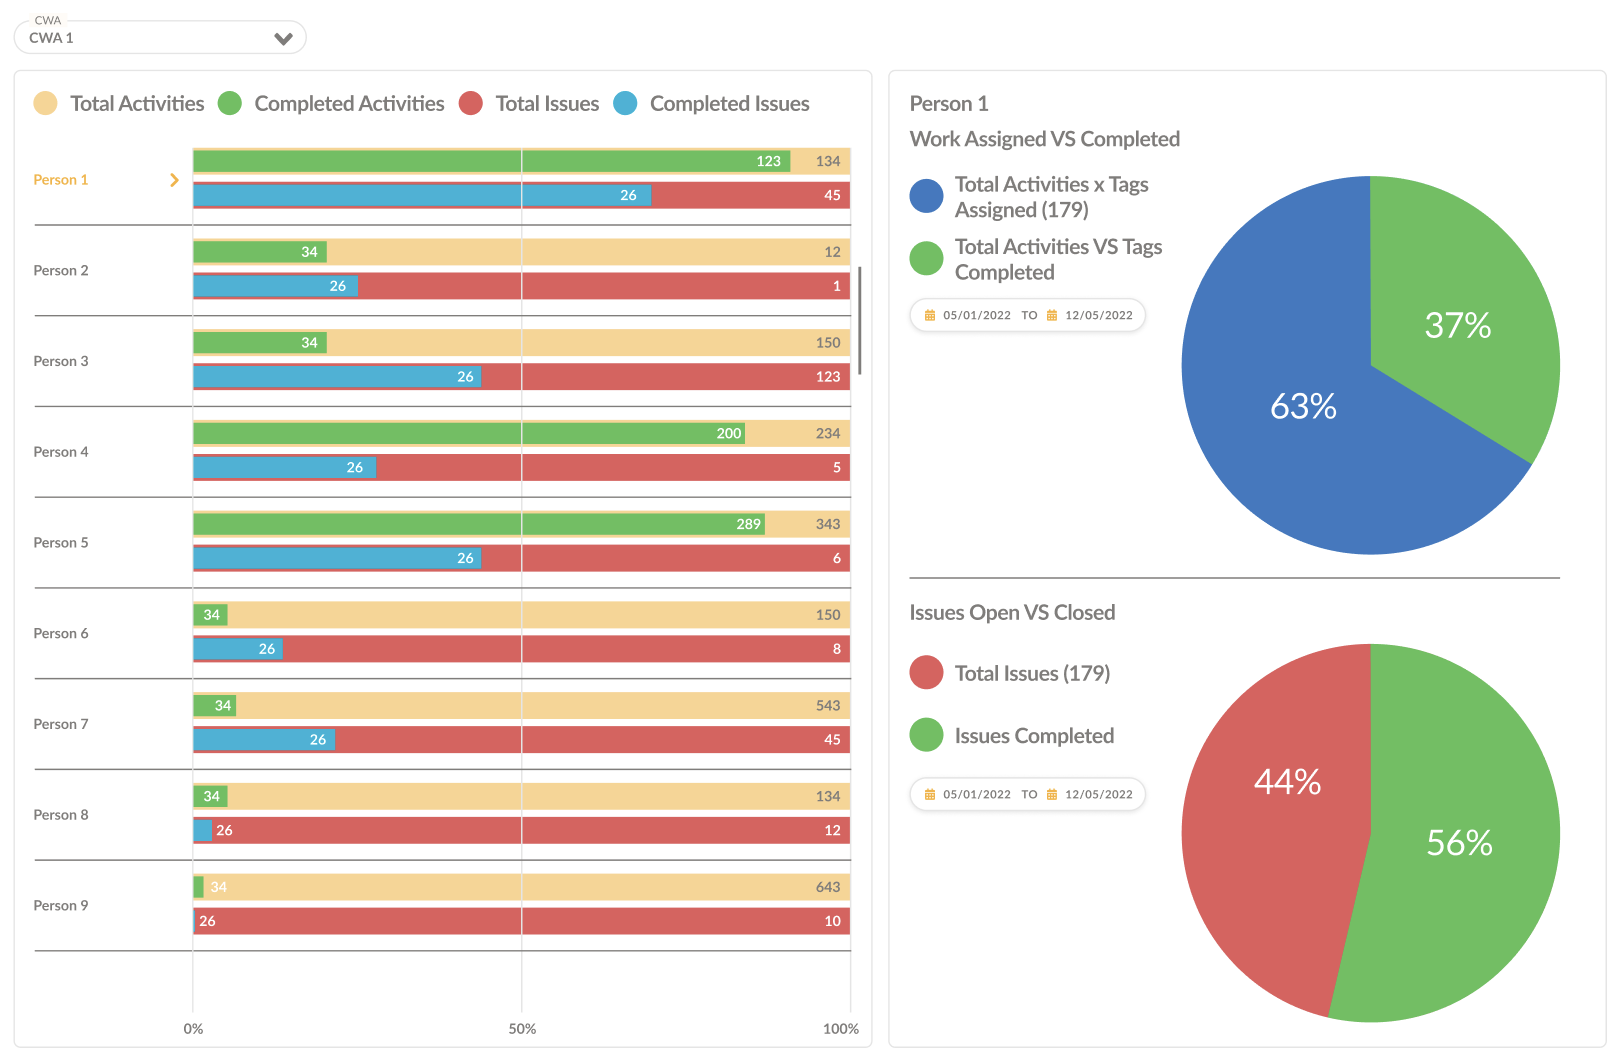 CWA
CWA 1
Total Activities Completed Activities Total Issues Completed Issues
Person 1
123 134
26 45
Person 2
34 12
26 1
Person 3
34 150
26 123
Person 4
200 234
26 5
Person 5
289 343
26 6
Person 6
34 150
26 8
Person 7
34 543
26 45
Person 8
34 134
26 12
Person 9
34 643
26 10
0% 50% 100%
Person 1
Work Assigned VS Completed
Total Activities x Tags
Assigned (179)
Total Activities VS Tags
Completed
05/01/2022 TO 12/05/2022
37%
63%
Issues Open VS Closed
Total Issues (179)
Issues Completed
05/01/2022 TO 12/05/2022
44%
56%